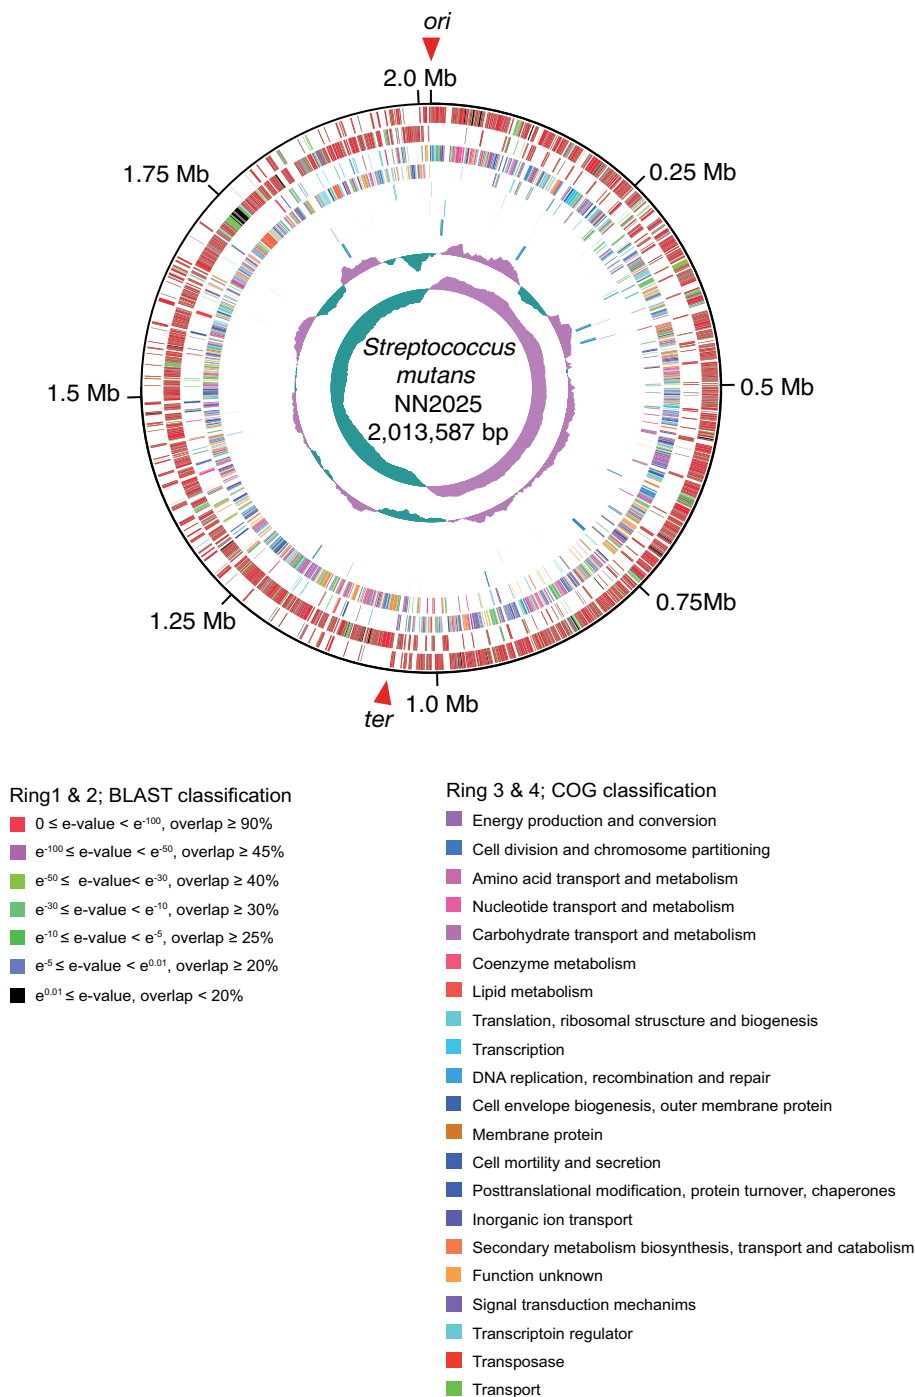 ori
2.0 Mb
0.25 Mb
1.75 Mb
Streptococcus
mutans
NN2025
2,013,587 bp
0.5 Mb
1.5 Mb
0.75Mb
1.25 Mb
1.0 Mb
ter
Ring1 & 2; BLAST classification
0 ≤ e-value < e-100, overlap ≥ 90%
e-100 ≤ e-value < e-50, overlap ≥ 45%
e-50 ≤ e-value< e-30, overlap ≥ 40%
e-30 ≤ e-value < e-10, overlap ≥ 30%
e-10 ≤ e-value < e-5, overlap ≥ 25%
e-5 ≤ e-value < e0.01, overlap ≥ 20%
e0.01 ≤ e-value, overlap < 20%
Ring 3 & 4; COG classification
Energy production and conversion
Cell division and chromosome partitioning
Amino acid transport and metabolism
Nucleotide transport and metabolism
Carbohydrate transport and metabolism
Coenzyme metabolism
Lipid metabolism
Translation, ribosomal struscture and biogenesis
Transcription
DNA replication, recombination and repair
Cell envelope biogenesis, outer membrane protein
Membrane protein
Cell mortility and secretion
Posttranslational modification, protein turnover, chaperones
Inorganic ion transport
Secondary metabolism biosynthesis, transport and catabolism
Function unknown
Signal transduction mechanims
Transcriptoin regulator
Transposase
Transport